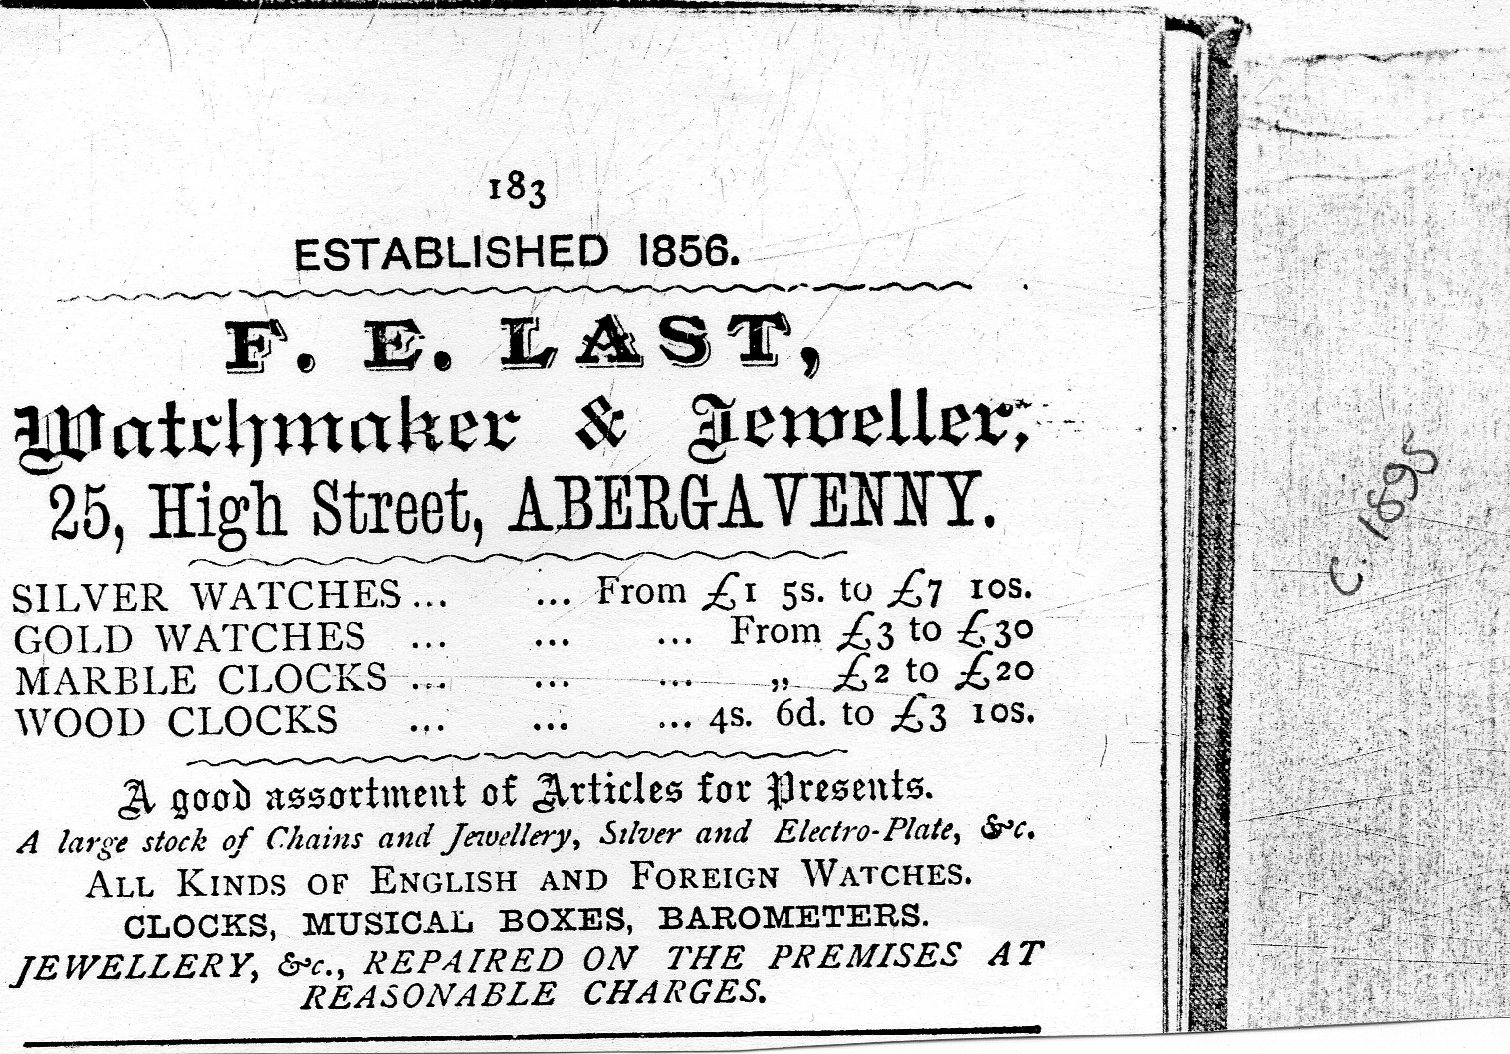 183
ESTABLISHED 1856.
F. E. LAST,
Watchmaker & Jeweller,
25, High Street, ABERGAVENNY.
SILVER WATCHES ... ... From £1 5s. to £7 10s.
GOLD WATCHES ... ... ... From £3 to £30
MARBLE CLOCKS ... ... ... „ £2 to £20
WOOD CLOCKS ... ... ... 4s. 6d. to £3 10s.
A good assortment of Articles for Presents.
A large stock of Chains and Jewellery, Silver and Electro-Plate, &c.
ALL KINDS OF ENGLISH AND FOREIGN WATCHES.
CLOCKS, MUSICAL BOXES, BAROMETERS.
JEWELLERY, &c., REPAIRED ON THE PREMISES AT
REASONABLE CHARGES.
C. 1895